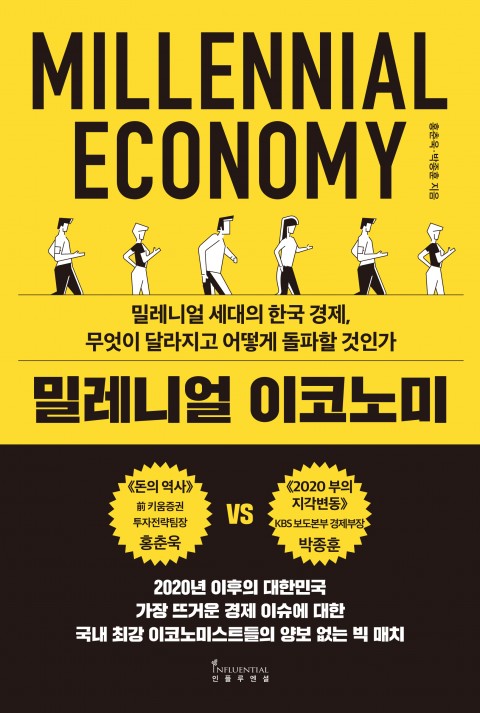 MILLENNIAL
ECONOMY
홍춘욱·박종훈 지음
밀레니얼 세대의 한국 경제,
무엇이 달라지고 어떻게 돌파할 것인가
밀레니얼 이코노미
《돈의 역사》
前 키움증권
투자전략팀장
홍춘욱
VS
《2020 부의
지각변동》
KBS 보도본부 경제부장
박종훈
2020년 이후의 대한민국
가장 뜨거운 경제 이슈에 대한
국내 최강 이코노미스트들의 양보 없는 빅 매치
INFLUENTIAL
인플루엔셜